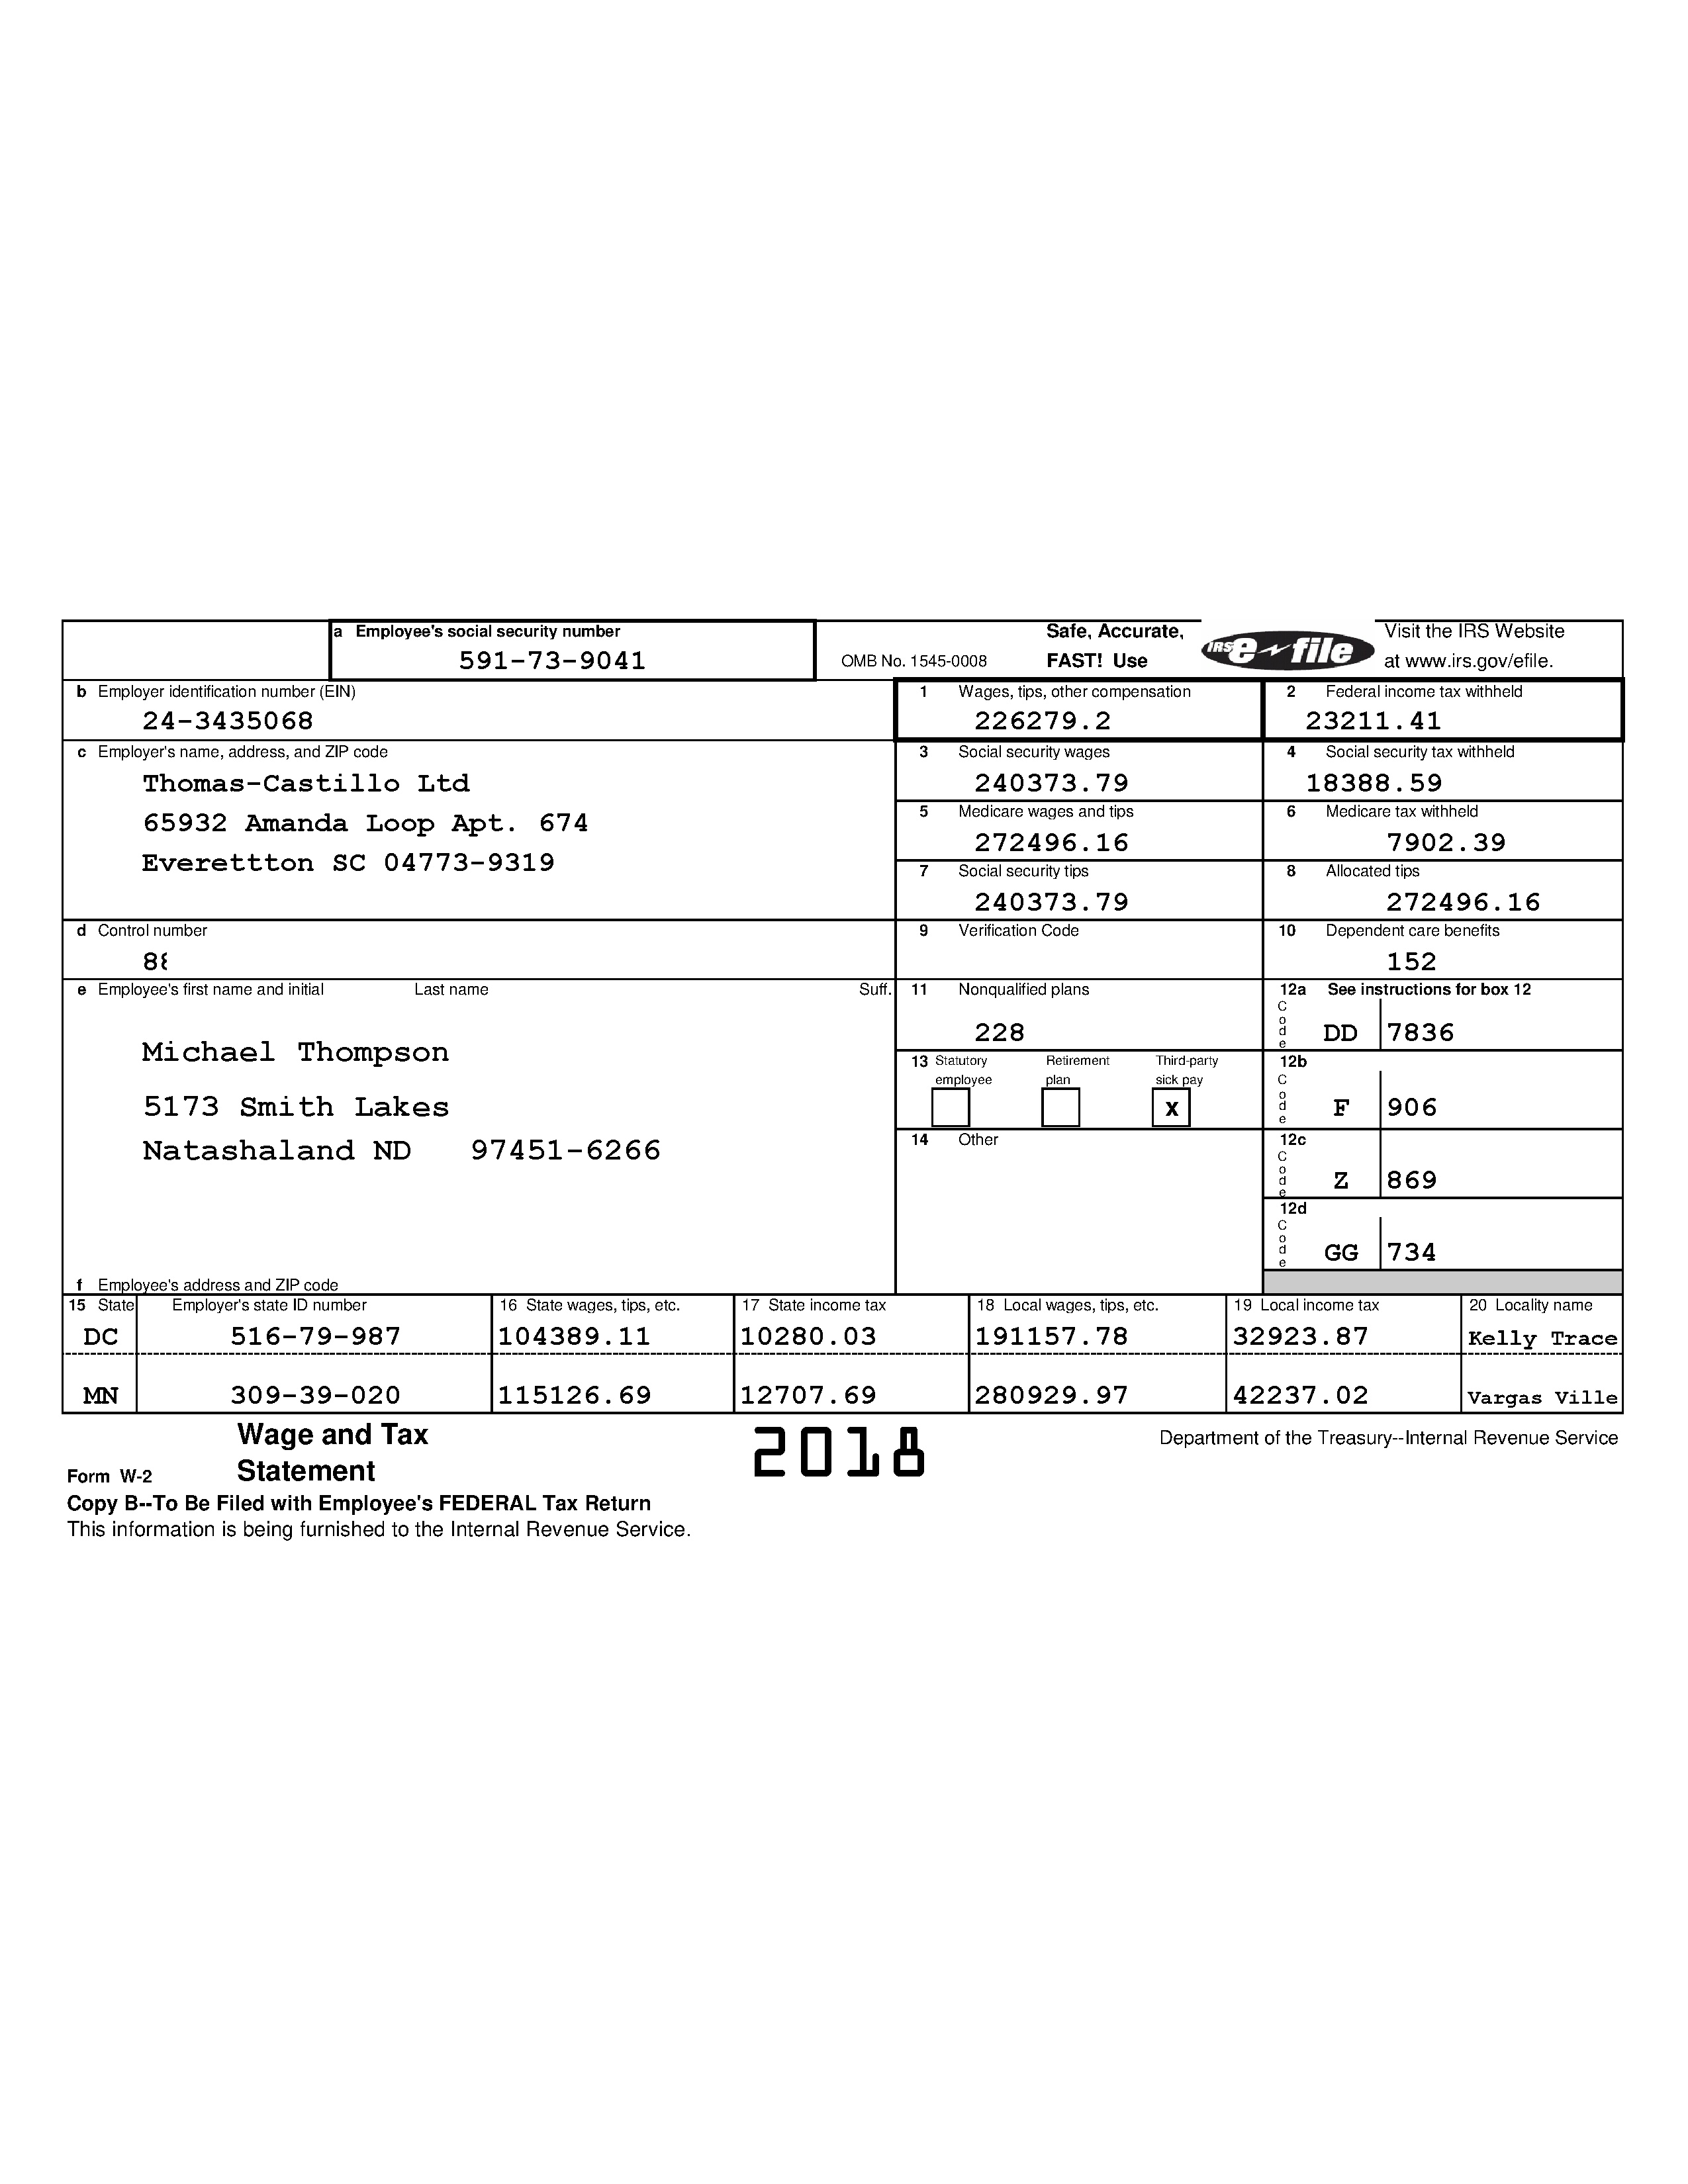 a Employee's social security number
591-73-9041
OMB No. 1545-0008
Safe, Accurate,
FAST! Use
IRS e file
Visit the IRS Website
at www.irs.gov/efile.
b Employer identification number (EIN)
24-3435068
1 Wages, tips, other compensation
226279.2
2 Federal income tax withheld
23211.41
c Employer's name, address, and ZIP code
Thomas-Castillo Ltd
65932 Amanda Loop Apt. 674
Everettton SC 04773-9319
3 Social security wages
240373.79
4 Social security tax withheld
18388.59
5 Medicare wages and tips
272496.16
6 Medicare tax withheld
7902.39
7 Social security tips
240373.79
8 Allocated tips
272496.16
d Control number
9 Verification Code
10 Dependent care benefits
152
e Employee's first name and initial Last name Suff.
Michael Thompson
5173 Smith Lakes
Natashaland ND 97451-6266
f Employee's address and ZIP code
11 Nonqualified plans
228
12a See instructions for box 12
Code DD 7836
13 Statutory employee
Retirement plan
Third-party sick pay
X
12b
Code F 906
14 Other
12c
Code Z 869
12d
Code GG 734
15 State Employer's state ID number 16 State wages, tips, etc. 17 State income tax 18 Local wages, tips, etc. 19 Local income tax 20 Locality name
DC 516-79-987 104389.11 10280.03 191157.78 32923.87 Kelly Trace
MN 309-39-020 115126.69 12707.69 280929.97 42237.02 Vargas Ville
Form W-2
Wage and Tax
Statement
2018
Department of the Treasury--Internal Revenue Service
Copy B--To Be Filed with Employee's FEDERAL Tax Return
This information is being furnished to the Internal Revenue Service.